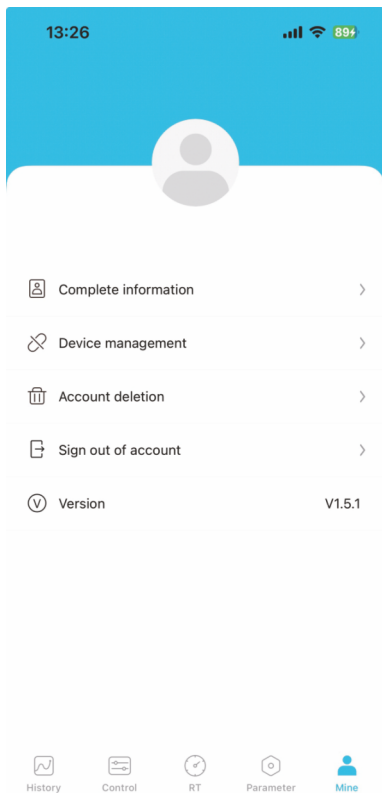 13:26
89
Complete information
Device management
Account deletion
Sign out of account
V Version V1.5.1
History Control RT Parameter Mine